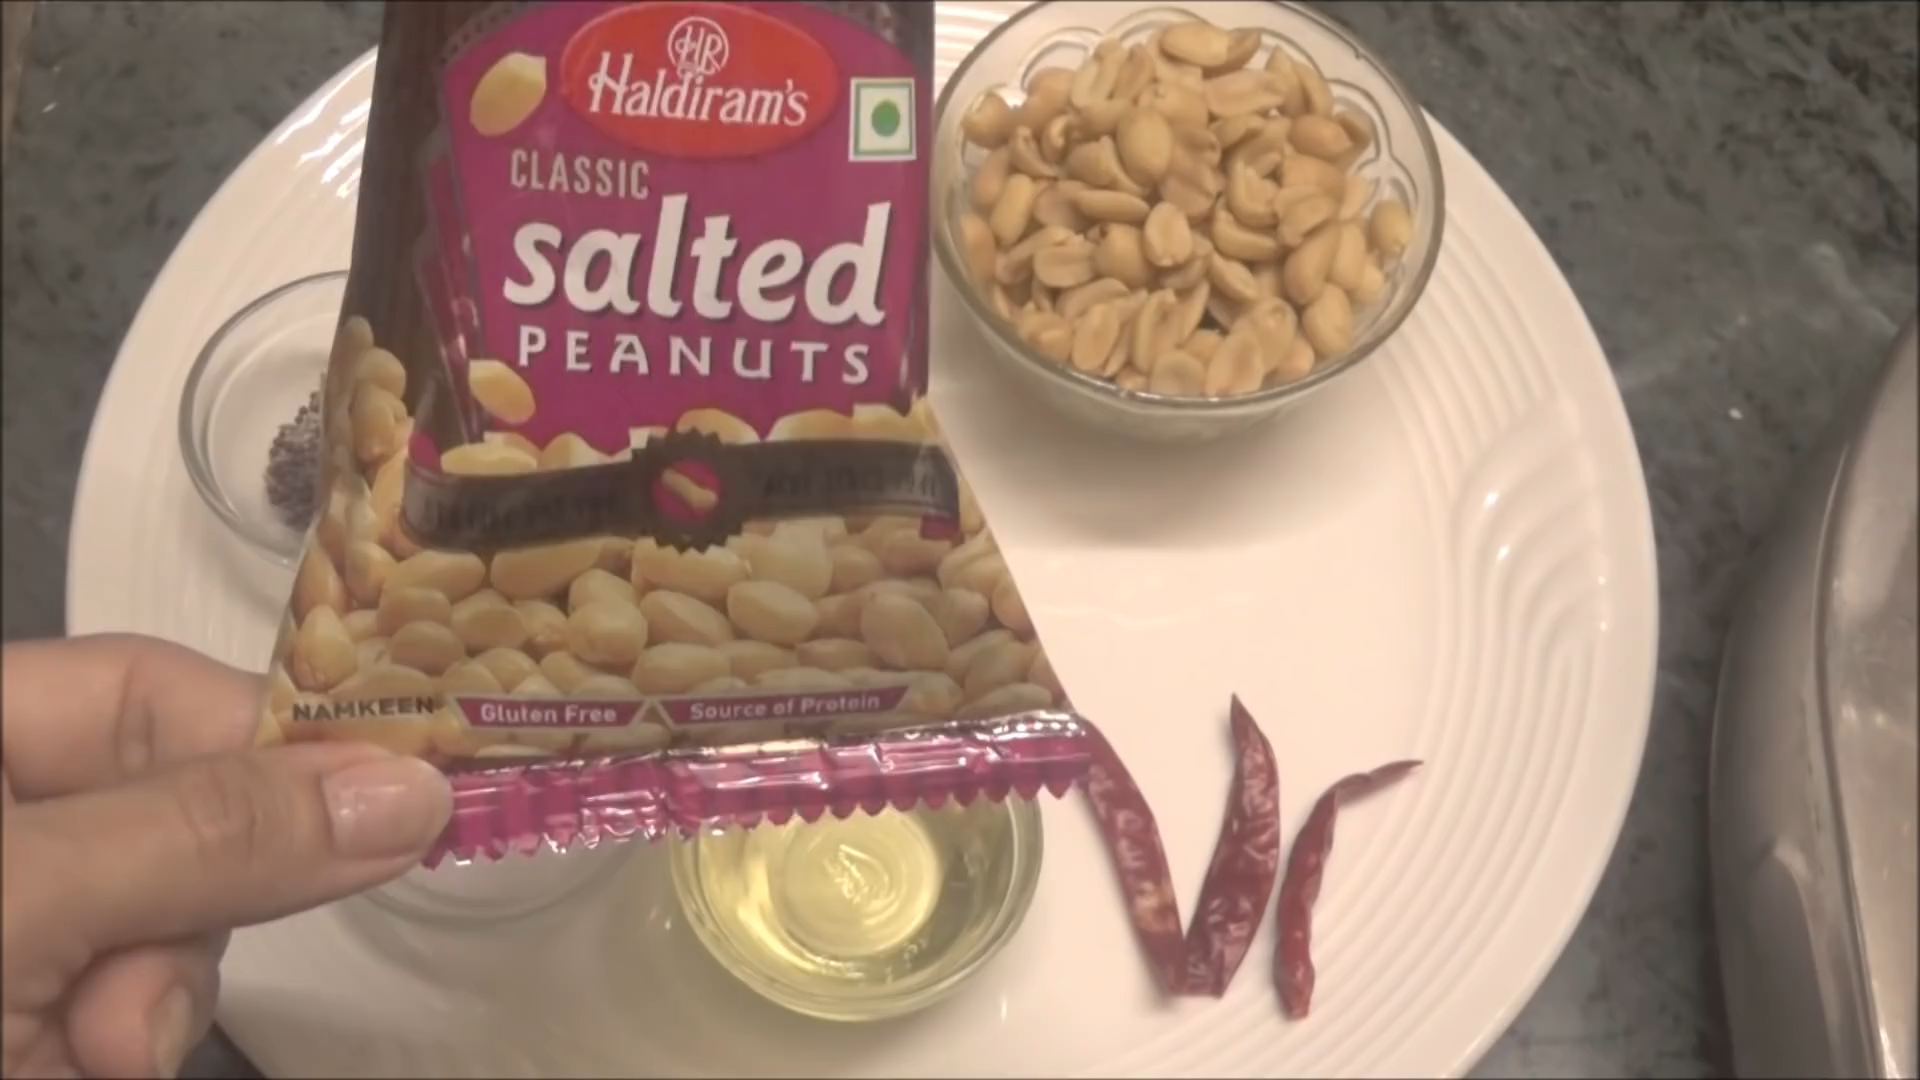 HR
Haldiram's
CLASSIC
salted
PEANUTS
NAMKEEN
Gluten Free
Source of Protein